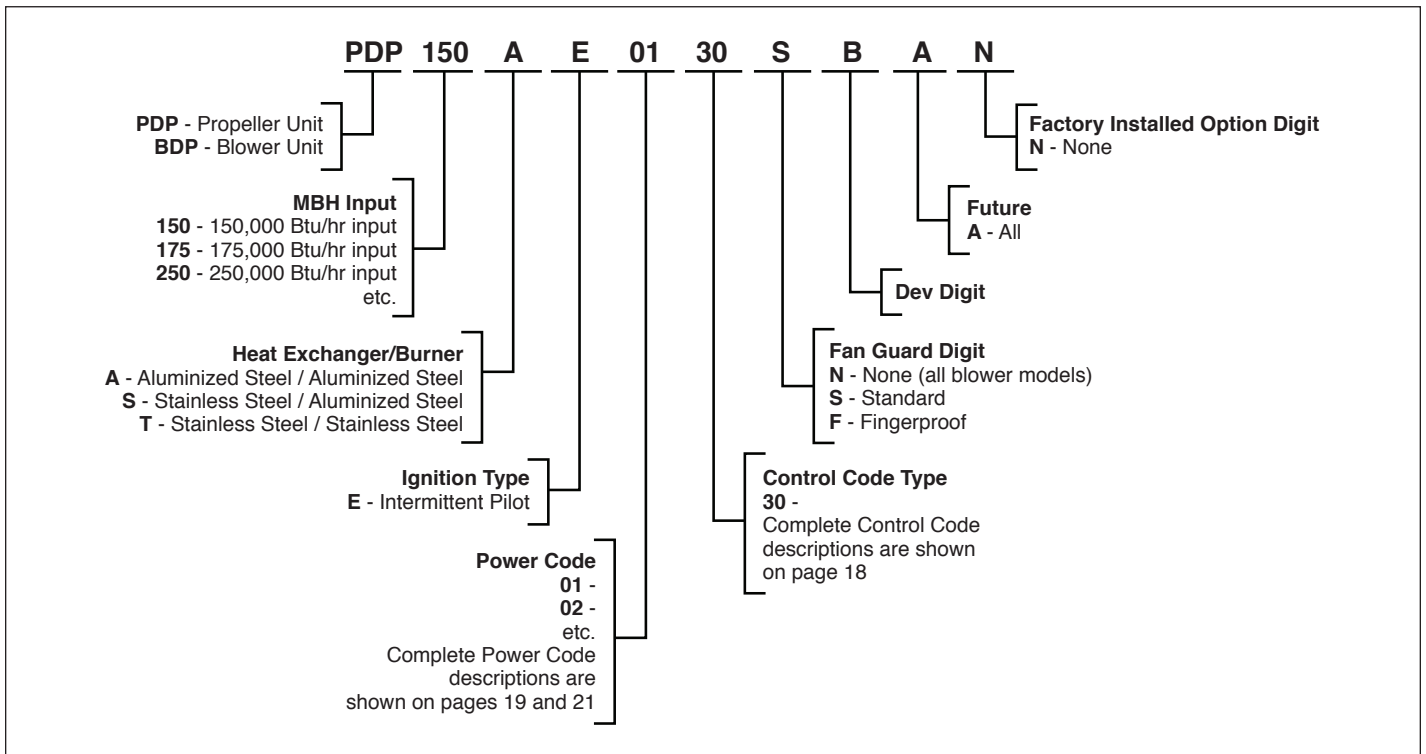 PDP 150 A E 01 30 S B A N
PDP - Propeller Unit
BDP - Blower Unit
MBH Input
150 - 150,000 Btu/hr input
175 - 175,000 Btu/hr input
250 - 250,000 Btu/hr input
etc.
Heat Exchanger/Burner
A - Aluminized Steel / Aluminized Steel
S - Stainless Steel / Aluminized Steel
T - Stainless Steel / Stainless Steel
Ignition Type
E - Intermittent Pilot
Power Code
01 -
02 -
etc.
Complete Power Code
descriptions are
shown on pages 19 and 21
Factory Installed Option Digit
N - None
Future
A - All
Dev Digit
Fan Guard Digit
N - None (all blower models)
S - Standard
F - Fingerproof
Control Code Type
30 -
Complete Control Code
descriptions are shown
on page 18